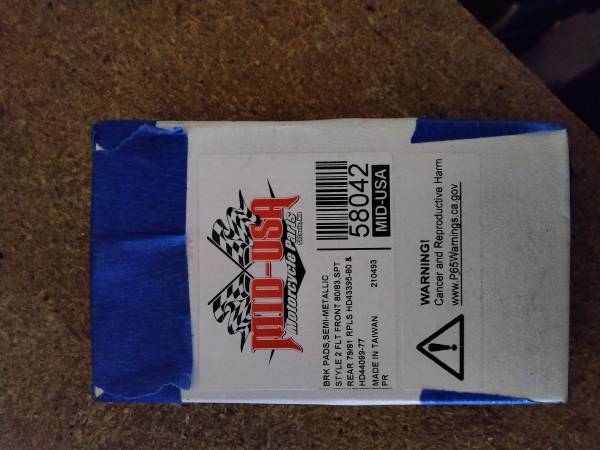 MID-USA
Motorcycle Parts
BRK PADS,SEMI-METALLIC
STYLE 2 FLT FRONT 80/83,SPT
REAR 79/81 RPLS HD43395-80 &
HD44099-77
MADE IN TAIWAN 210493
PR
58042
MID-USA
WARNING!
Cancer and Reproductive Harm
www.P65Warnings.ca.gov